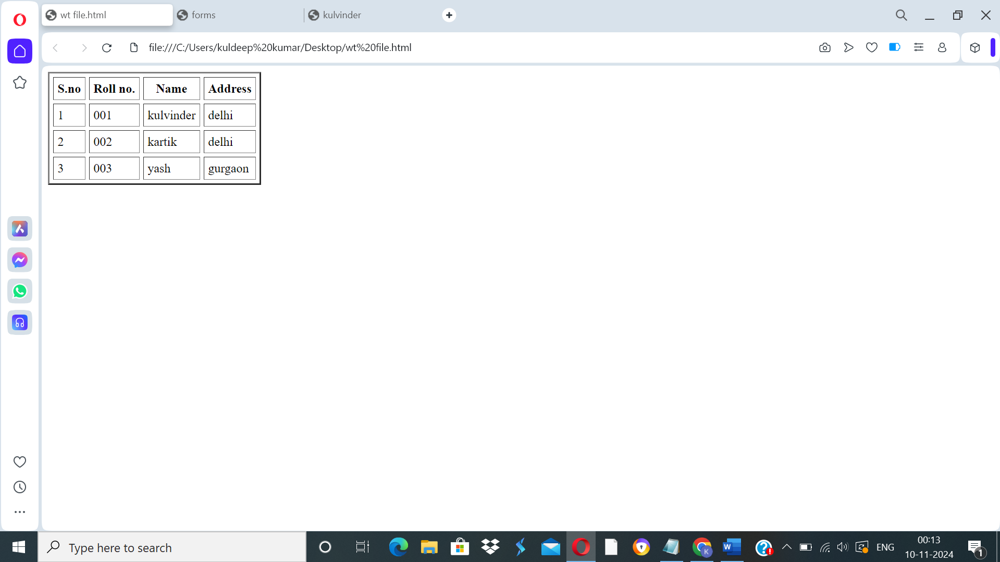 wt file.html forms kulvinder
file:///C:/Users/kuldeep%20kumar/Desktop/wt%20file.html
S.no Roll no. Name Address
1 001 kulvinder delhi
2 002 kartik delhi
3 003 yash gurgaon
Type here to search
K
W
ENG
00:13
10-11-2024
1